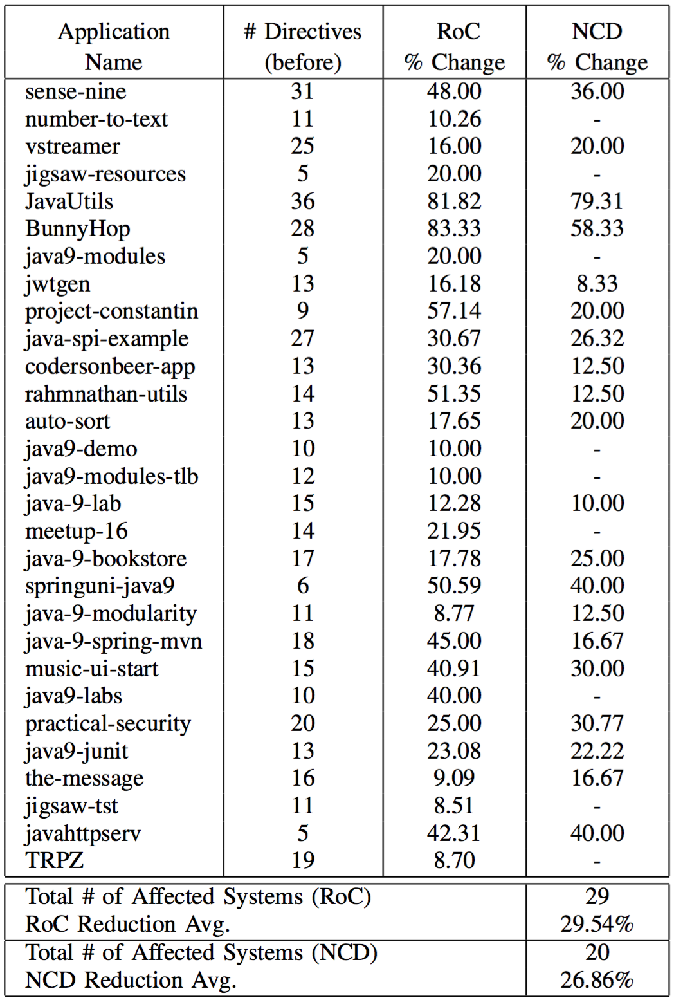 Application # Directives RoC NCD
Name (before) % Change % Change
sense-nine 31 48.00 36.00
number-to-text 11 10.26 -
vstreamer 25 16.00 20.00
jigsaw-resources 5 20.00 -
JavaUtils 36 81.82 79.31
BunnyHop 28 83.33 58.33
java9-modules 5 20.00 -
jwtgen 13 16.18 8.33
project-constantin 9 57.14 20.00
java-spi-example 27 30.67 26.32
codersonbeer-app 13 30.36 12.50
rahmnathan-utils 14 51.35 12.50
auto-sort 13 17.65 20.00
java9-demo 10 10.00 -
java9-modules-tlb 12 10.00 -
java-9-lab 15 12.28 10.00
meetup-16 14 21.95 -
java-9-bookstore 17 17.78 25.00
springuni-java9 6 50.59 40.00
java-9-modularity 11 8.77 12.50
java-9-spring-mvn 18 45.00 16.67
music-ui-start 15 40.91 30.00
java9-labs 10 40.00 -
practical-security 20 25.00 30.77
java9-junit 13 23.08 22.22
the-message 16 9.09 16.67
jigsaw-tst 11 8.51 -
javahttpserv 5 42.31 40.00
TRPZ 19 8.70 -
Total # of Affected Systems (RoC) 29
RoC Reduction Avg. 29.54%
Total # of Affected Systems (NCD) 20
NCD Reduction Avg. 26.86%